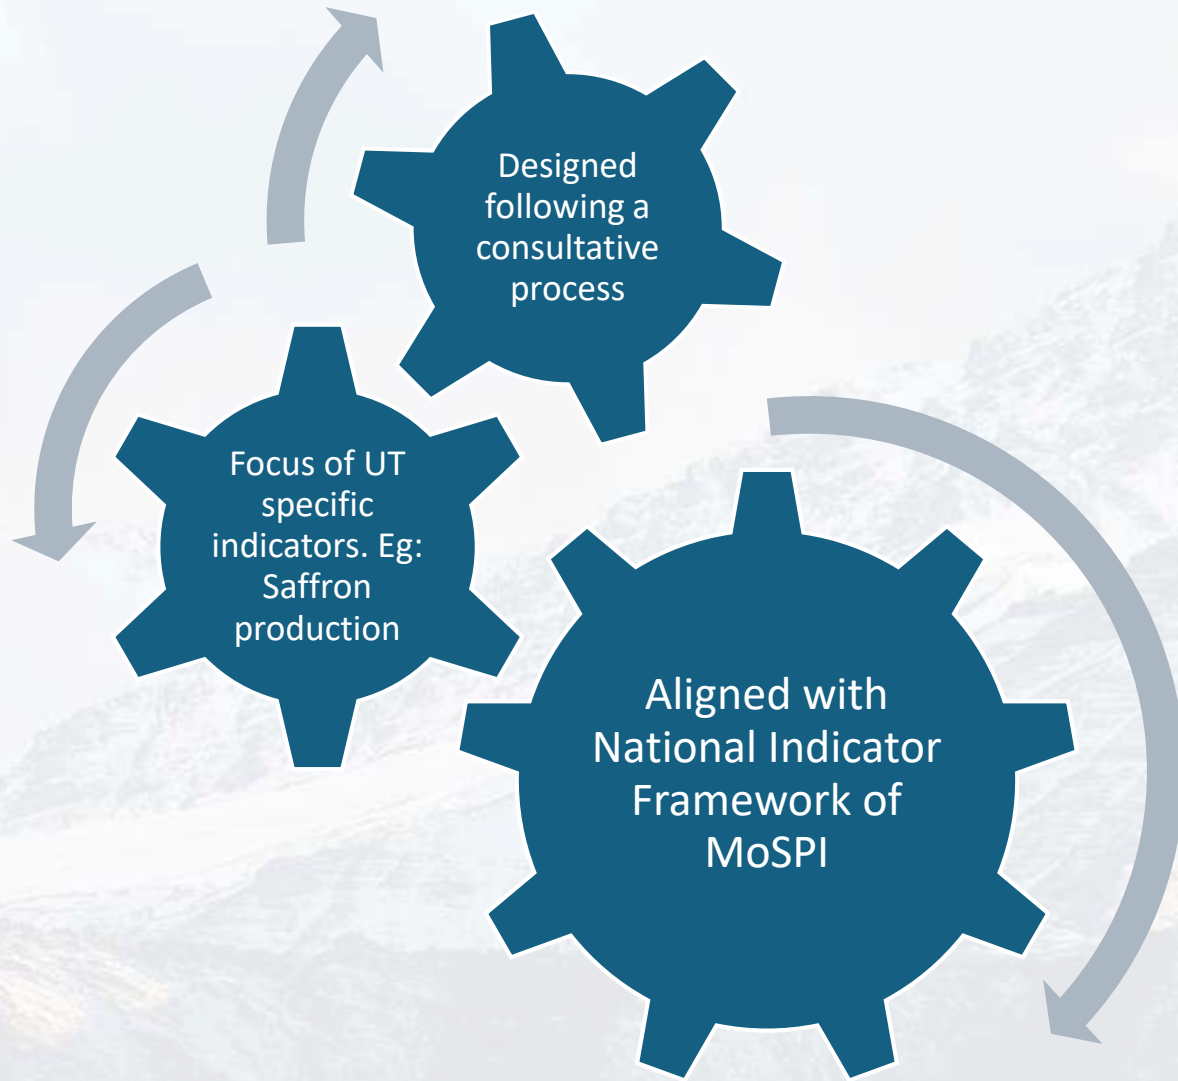 Designed
following a
consultative
process
Focus of UT
specific
indicators. Eg:
Saffron
production
Aligned with
National Indicator
Framework of
MoSPI